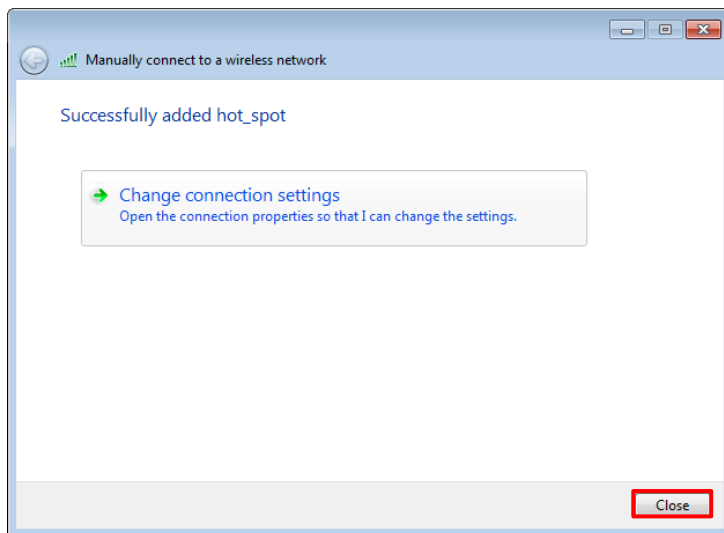 Manually connect to a wireless network
Successfully added hot_spot
Change connection settings
Open the connection properties so that I can change the settings.
Close